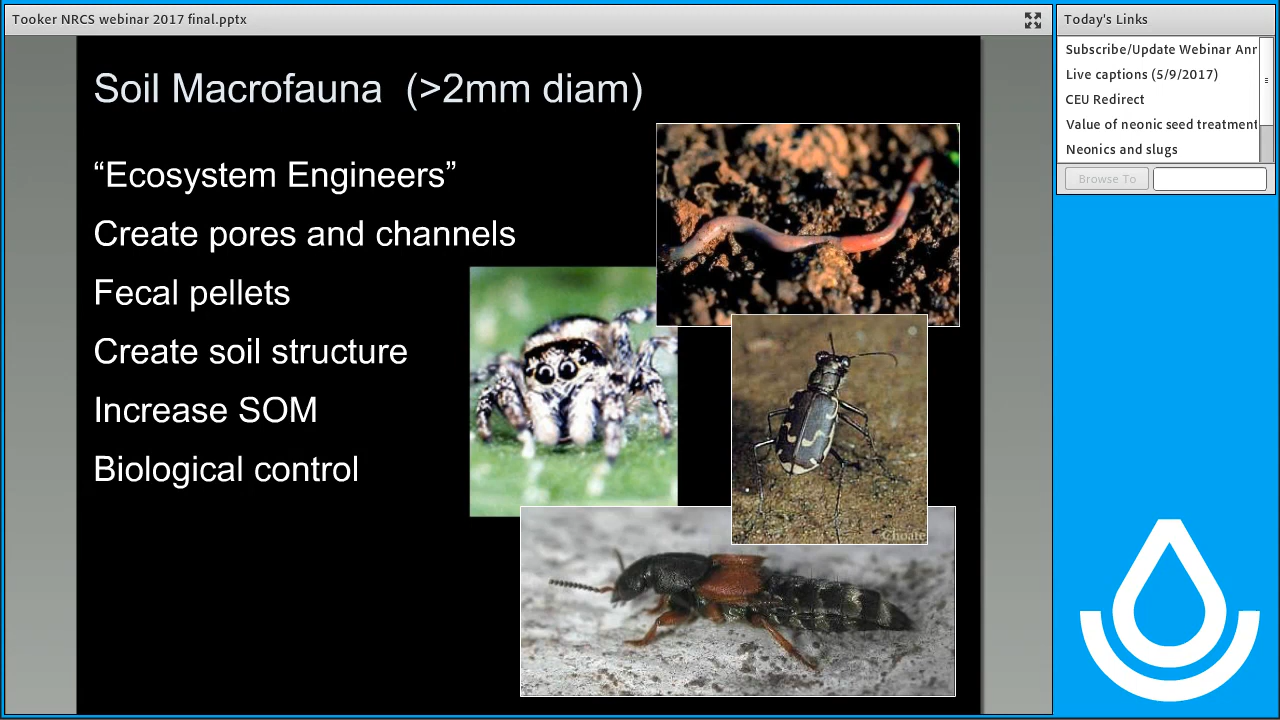 Tooker NRCS webinar 2017 final.pptx
Soil Macrofauna (>2mm diam)
“Ecosystem Engineers”
Create pores and channels
Fecal pellets
Create soil structure
Increase SOM
Biological control
Choate
Today's Links
Subscribe/Update Webinar Anr
Live captions (5/9/2017)
CEU Redirect
Value of neonic seed treatment
Neonics and slugs
Browse To